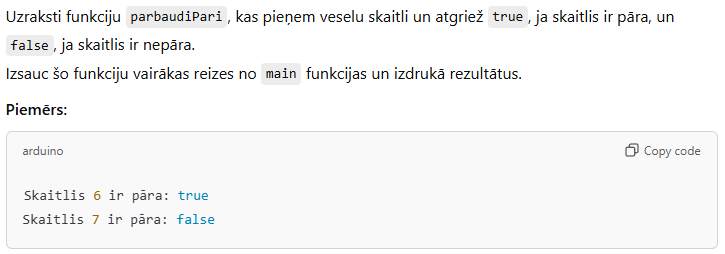 Uzraksti funkciju parbaudiPari, kas pieņem veselu skaitli un atgriež true, ja skaitlis ir pāra, un
false, ja skaitlis ir nepāra.
Izsauc šo funkciju vairākas reizes no main funkcijas un izdrukā rezultātus.
Piemērs:
arduino
Copy code
Skaitlis 6 ir pāra: true
Skaitlis 7 ir pāra: false